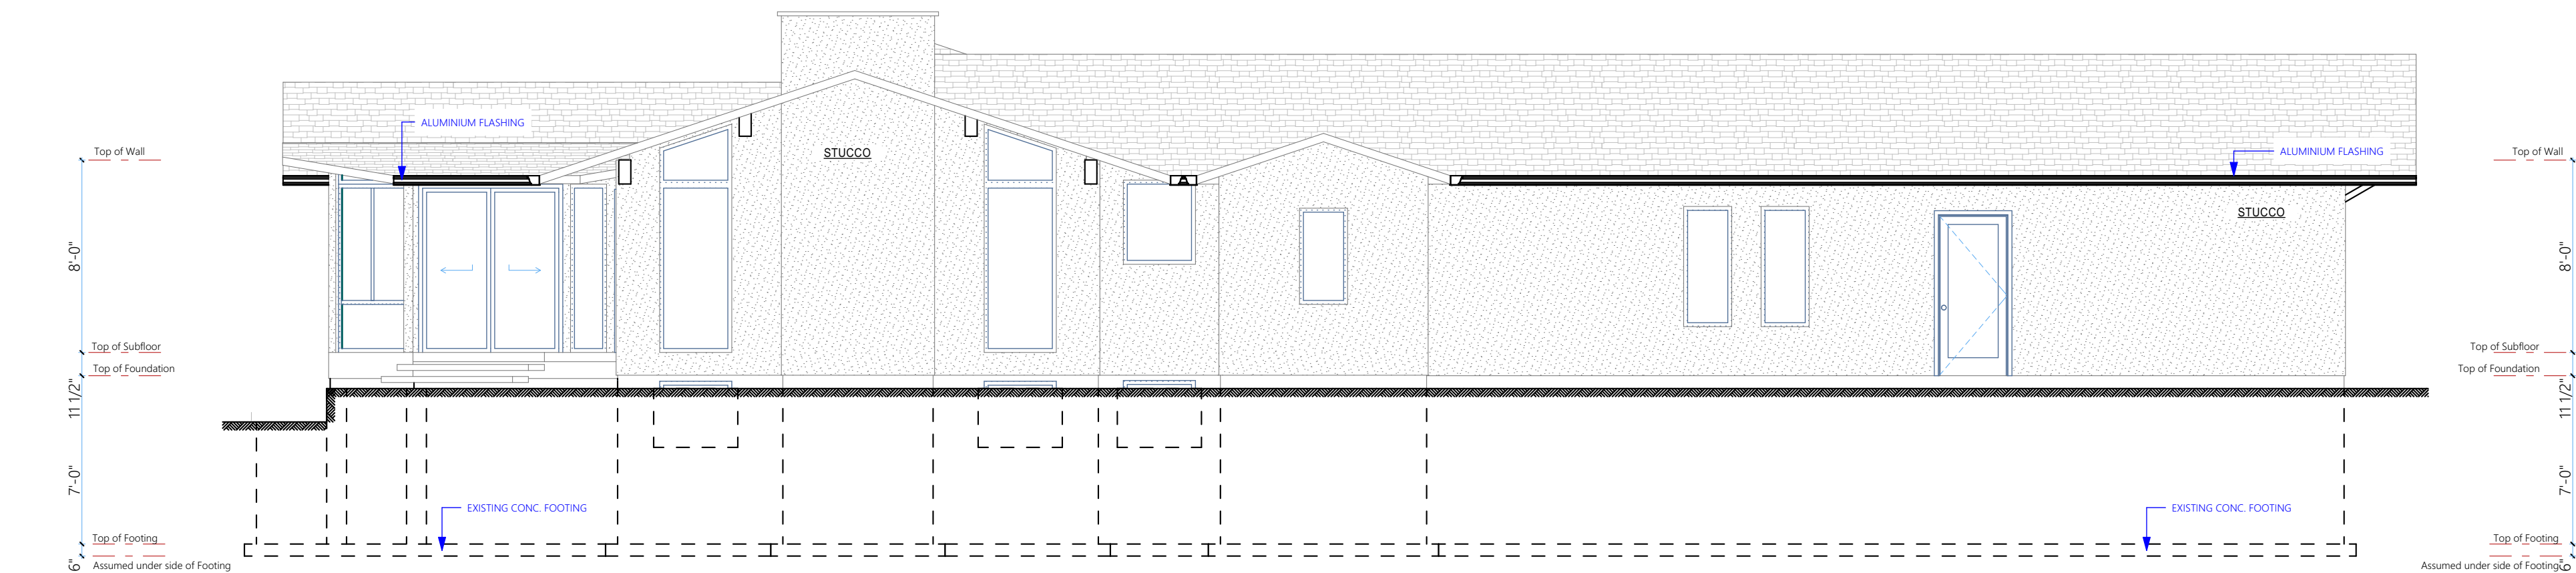 ALUMINIUM FLASHING
Top of Wall
STUCCO
ALUMINIUM FLASHING
Top of Wall
STUCCO
8'-0"
8'-0"
Top of Subfloor
Top of Subfloor
Top of Foundation
Top of Foundation
11 1/2"
11 1/2"
7'-0"
7'-0"
EXISTING CONC. FOOTING
EXISTING CONC. FOOTING
Top of Footing
Top of Footing
6"
Assumed under side of Footing
Assumed under side of Footing
6"